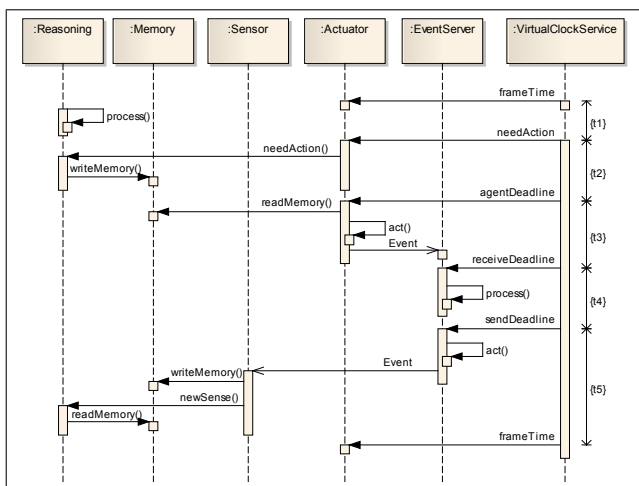 :Reasoning :Memory :Sensor :Actuator :EventServer :VirtualClockService
frameTime
process()
{t1}
needAction
needAction()
writeMemory()
{t2}
agentDeadline
readMemory()
act()
{t3}
Event
receiveDeadline
process()
{t4}
sendDeadline
act()
Event
writeMemory()
{t5}
newSense()
readMemory()
frameTime